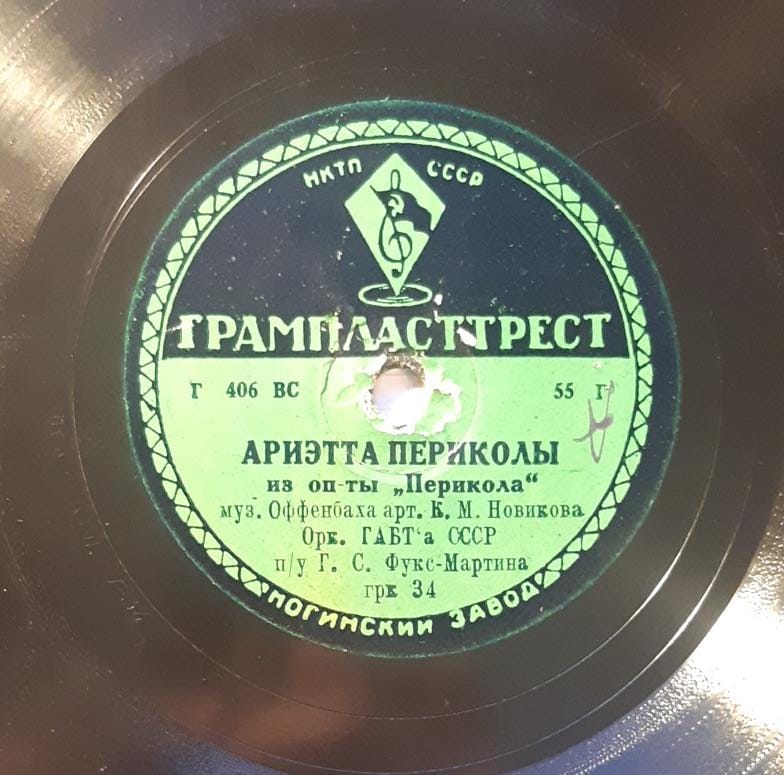 НКТП СССР
ГРАМПЛАСТТРЕСТ
Г 406 ВС 55 Г
АРИЭТТА ПЕРИКОЛЫ
из оп-ты „Перикола“
муз. Оффенбаха арт. К. М. Новикова
Орк. ГАБТ'а СССР
п/у Г. С. Фукс-Мартина
грк 34
НОГИНСКИЙ ЗАВОД